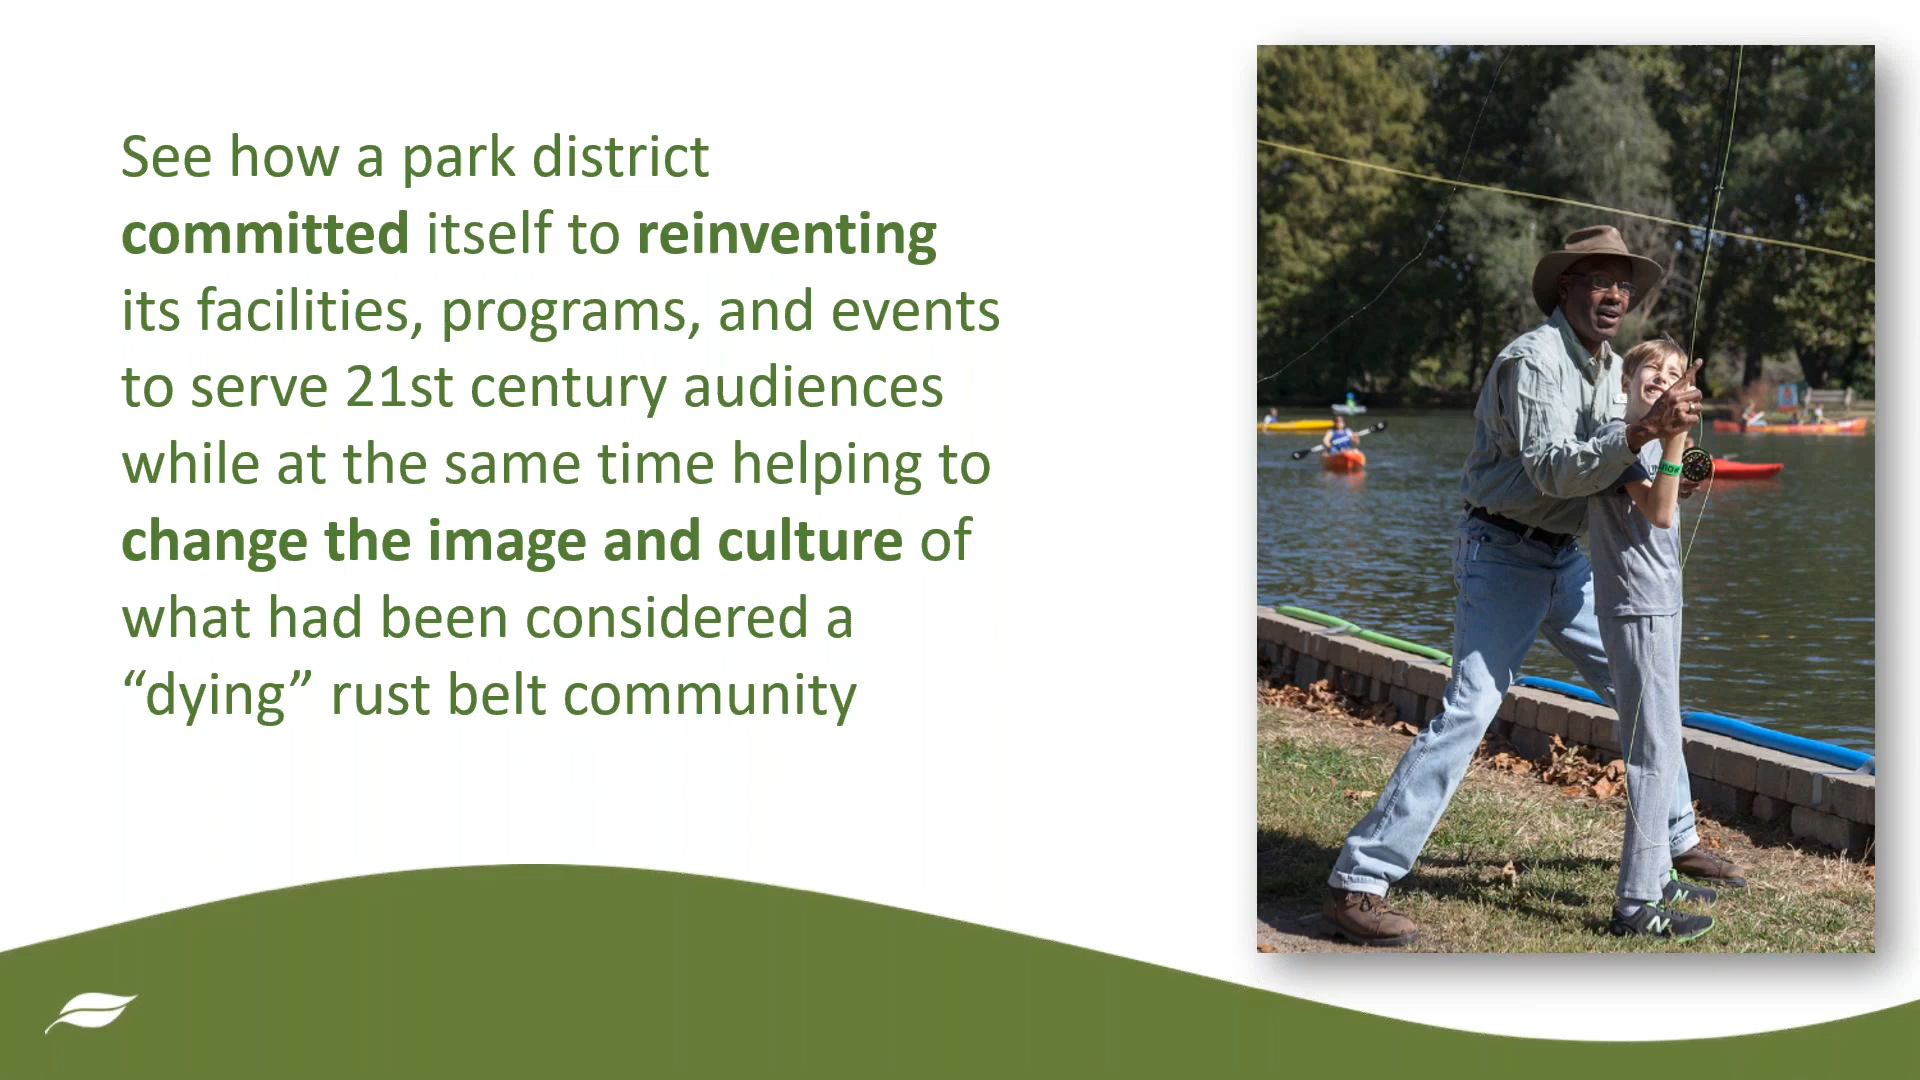 See how a park district
committed itself to reinventing
its facilities, programs, and events
to serve 21st century audiences
while at the same time helping to
change the image and culture of
what had been considered a
“dying” rust belt community
N